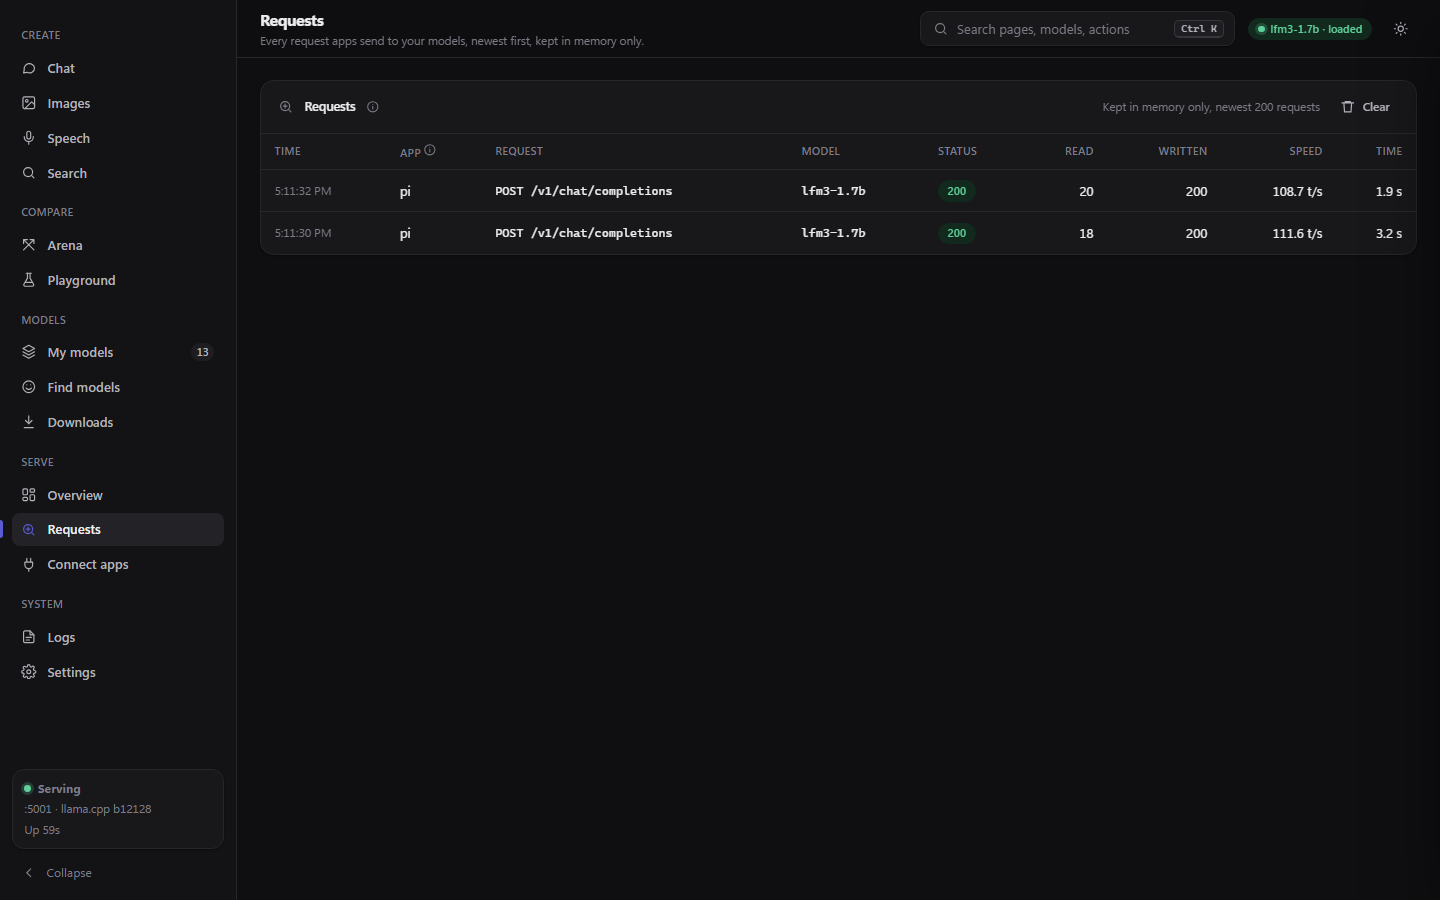 CREATE
Chat
Images
Speech
Search
COMPARE
Arena
Playground
MODELS
My models 13
Find models
Downloads
SERVE
Overview
Requests
Connect apps
SYSTEM
Logs
Settings
Serving
:5001 · llama.cpp b12128
Up 59s
Collapse
Requests
Every request apps send to your models, newest first, kept in memory only.
Search pages, models, actions Ctrl K
lfm3-1.7b · loaded
Requests
Kept in memory only, newest 200 requests Clear
TIME APP REQUEST MODEL STATUS READ WRITTEN SPEED TIME
5:11:32 PM pi POST /v1/chat/completions lfm3-1.7b 200 20 200 108.7 t/s 1.9 s
5:11:30 PM pi POST /v1/chat/completions lfm3-1.7b 200 18 200 111.6 t/s 3.2 s